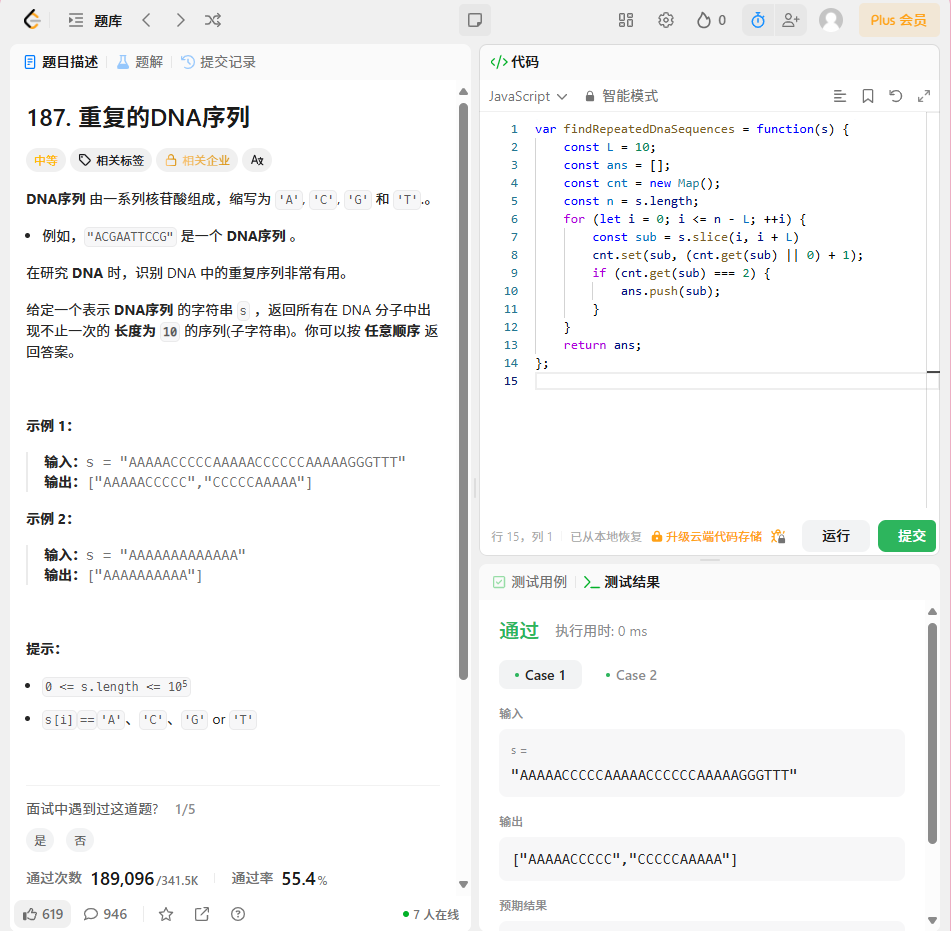 题库
0
Plus 会员
题目描述
题解
提交记录
187. 重复的DNA序列
中等
相关标签
相关企业
DNA序列 由一系列核苷酸组成，缩写为 'A', 'C', 'G' 和 'T'.。
例如，"ACGAATTCCG" 是一个 DNA序列 。
在研究 DNA 时，识别 DNA 中的重复序列非常有用。
给定一个表示 DNA序列 的字符串 s ，返回所有在 DNA 分子中出
现不止一次的 长度为 10 的序列(子字符串)。你可以按 任意顺序 返
回答案。
示例 1：
输入：s = "AAAAACCCCCAAAAACCCCCCAAAAAGGGTTT"
输出：["AAAAACCCCC","CCCCCAAAAA"]
示例 2：
输入：s = "AAAAAAAAAAAAA"
输出：["AAAAAAAAAA"]
提示：
0 <= s.length <= 10⁵
s[i] == 'A'、'C'、'G' or 'T'
面试中遇到过这道题? 1/5
是 否
通过次数 189,096/341.5K 通过率 55.4%
619 946 7 人在线
</> 代码
JavaScript 智能模式
1 var findRepeatedDnaSequences = function(s) {
2     const L = 10;
3     const ans = [];
4     const cnt = new Map();
5     const n = s.length;
6     for (let i = 0; i <= n - L; ++i) {
7         const sub = s.slice(i, i + L)
8         cnt.set(sub, (cnt.get(sub) || 0) + 1);
9         if (cnt.get(sub) === 2) {
10             ans.push(sub);
11         }
12     }
13     return ans;
14 };
15
行 15，列 1 已从本地恢复 升级云端代码存储 运行 提交
测试用例 测试结果
通过 执行用时: 0 ms
Case 1 Case 2
输入
s =
"AAAAACCCCCAAAAACCCCCCAAAAAGGGTTT"
输出
["AAAAACCCCC","CCCCCAAAAA"]
预期结果